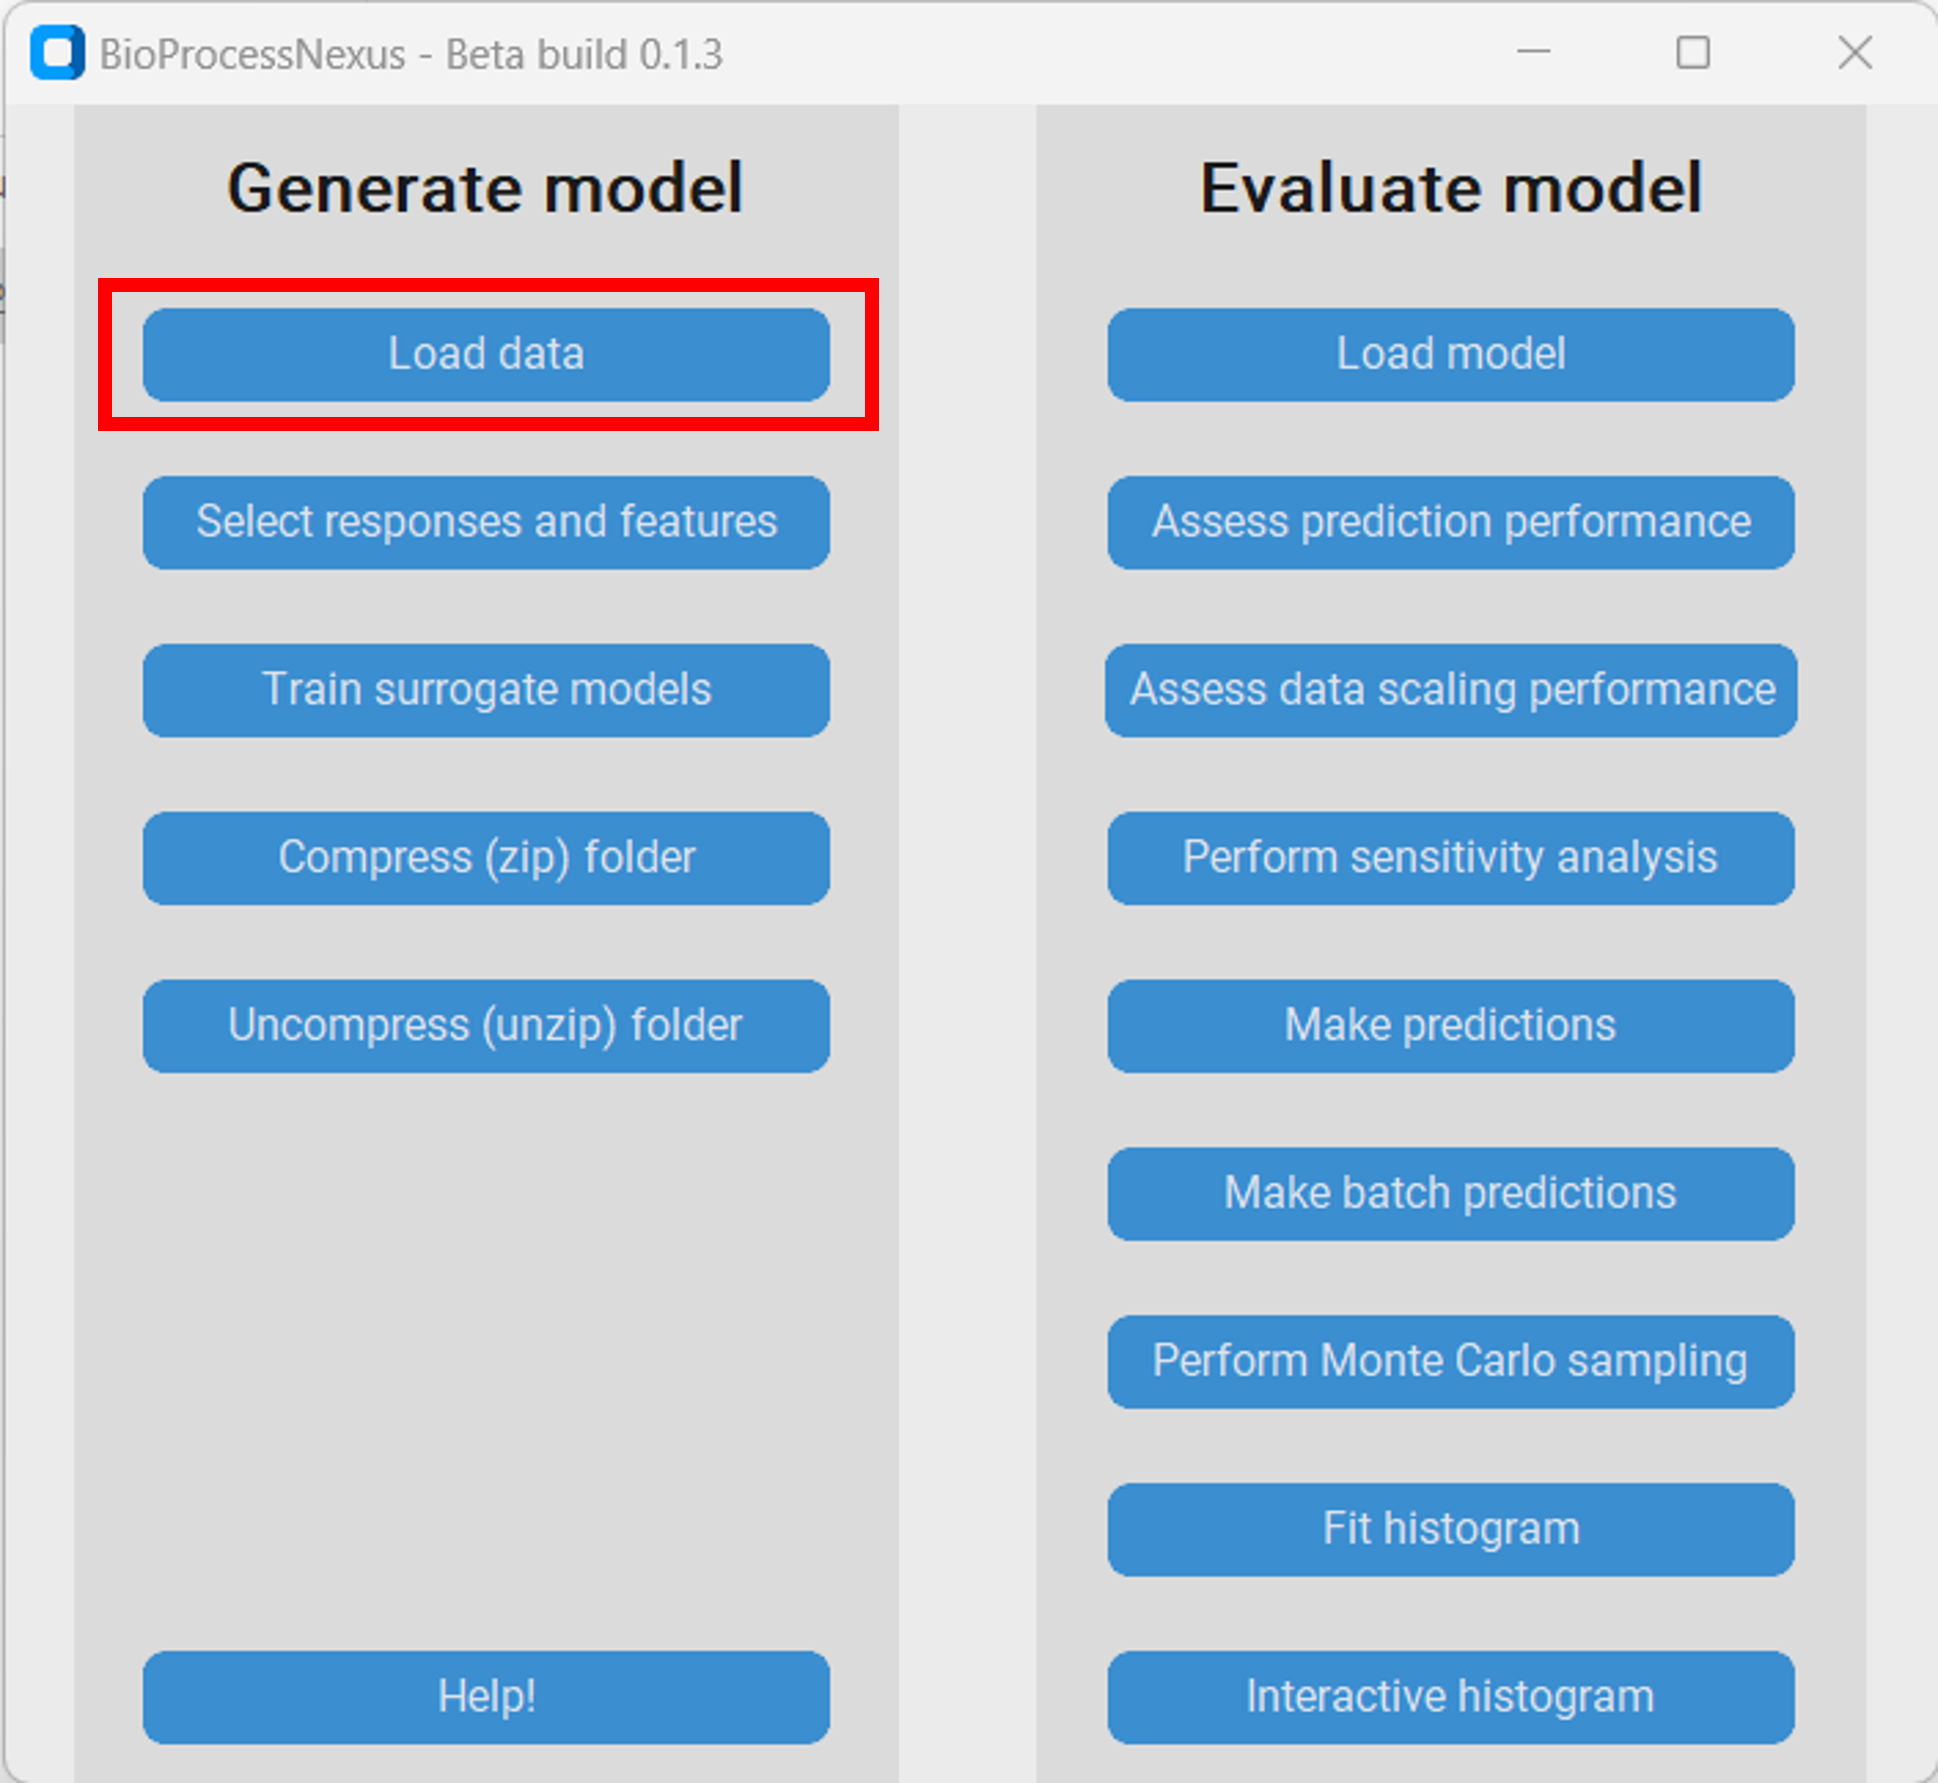 BioProcessNexus - Beta build 0.1.3
Generate model
Load data
Select responses and features
Train surrogate models
Compress (zip) folder
Uncompress (unzip) folder
Help!
Evaluate model
Load model
Assess prediction performance
Assess data scaling performance
Perform sensitivity analysis
Make predictions
Make batch predictions
Perform Monte Carlo sampling
Fit histogram
Interactive histogram